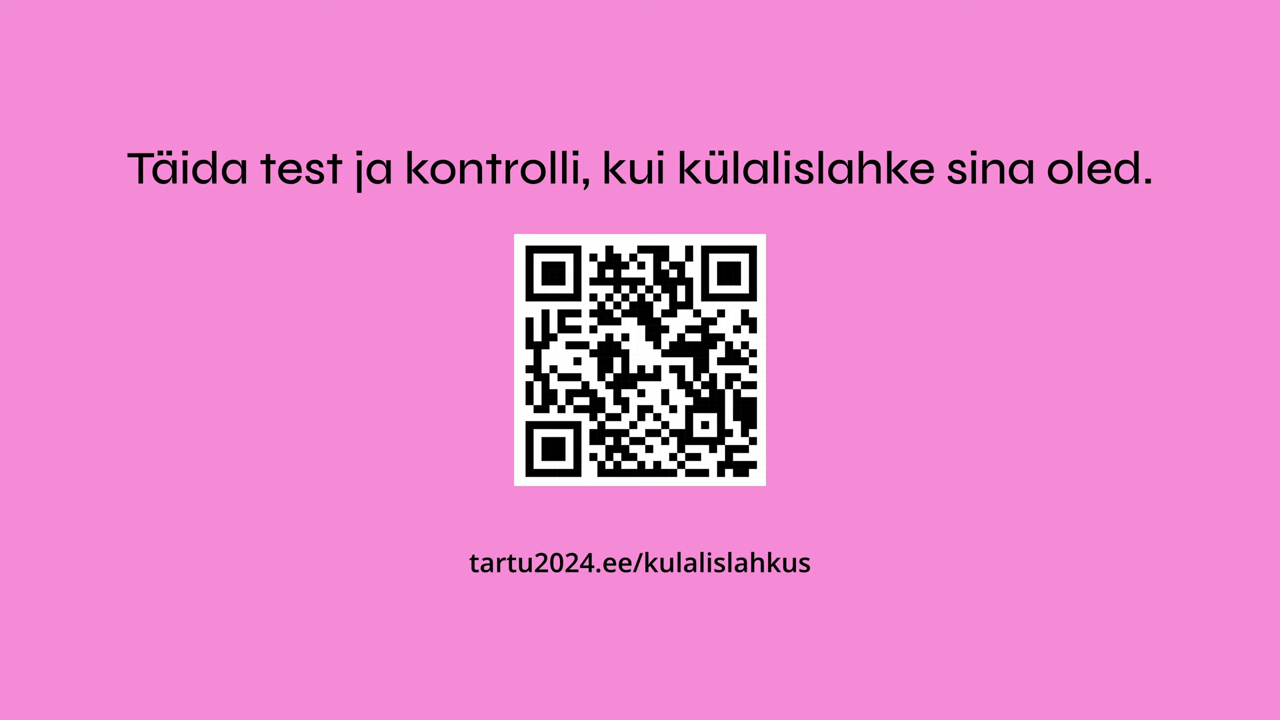 Täida test ja kontrolli, kui külalislahke sina oled.
tartu2024.ee/kulalislahkus